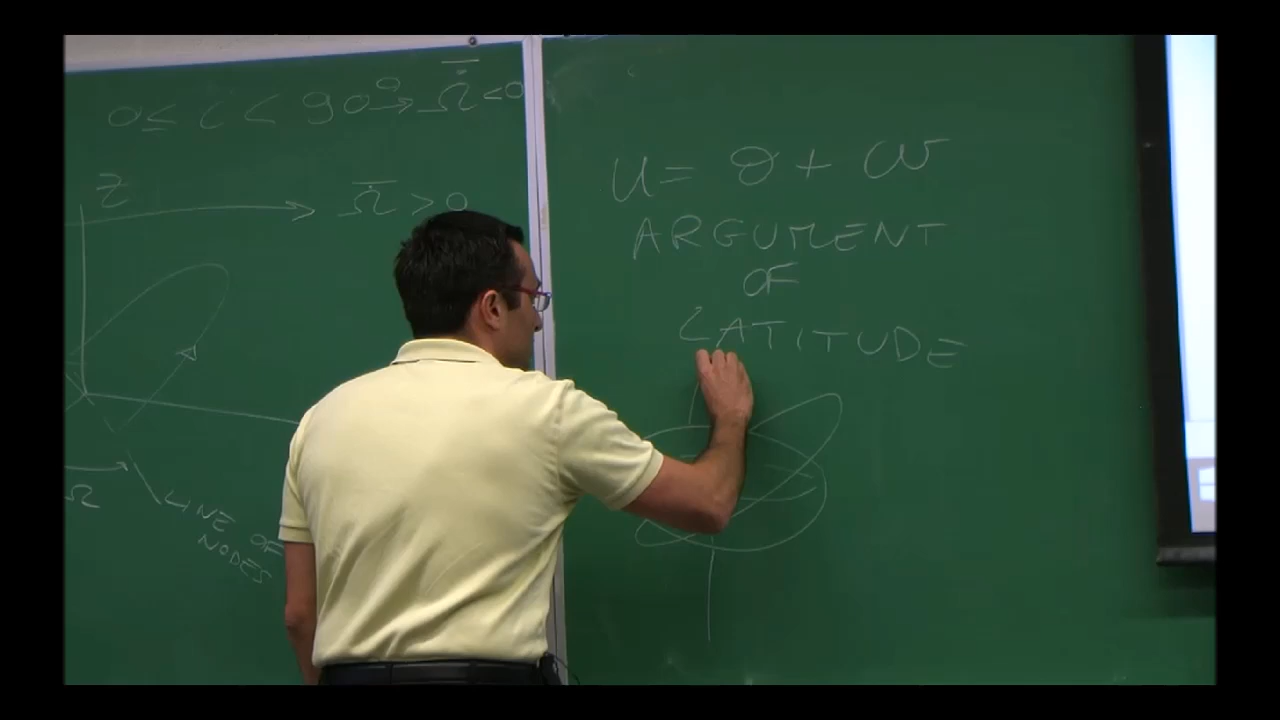 0 ≤ i < 90° → Ω̇̄ < 0
Z
Ω̇̄ > 0
Ω
LINE OF
NODES
u = θ + ω
ARGUMENT
OF
LATITUDE